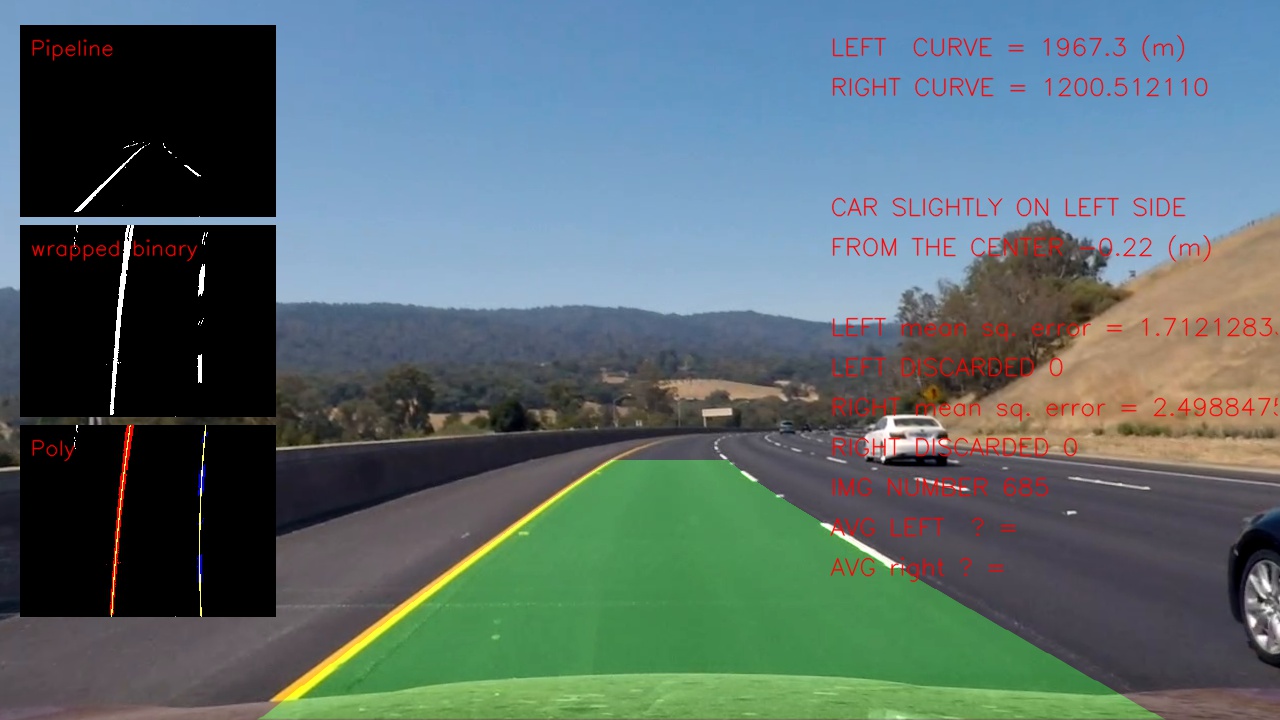 Pipeline
wrapped binary
Poly
LEFT CURVE = 1967.3 (m)
RIGHT CURVE = 1200.512110
CAR SLIGHTLY ON LEFT SIDE
FROM THE CENTER -0.22 (m)
LEFT mean sq. error = 1.7121283
LEFT DISCARDED 0
RIGHT mean sq. error = 2.498847
RIGHT DISCARDED 0
IMG NUMBER 685
AVG LEFT ? =
AVG right ? =